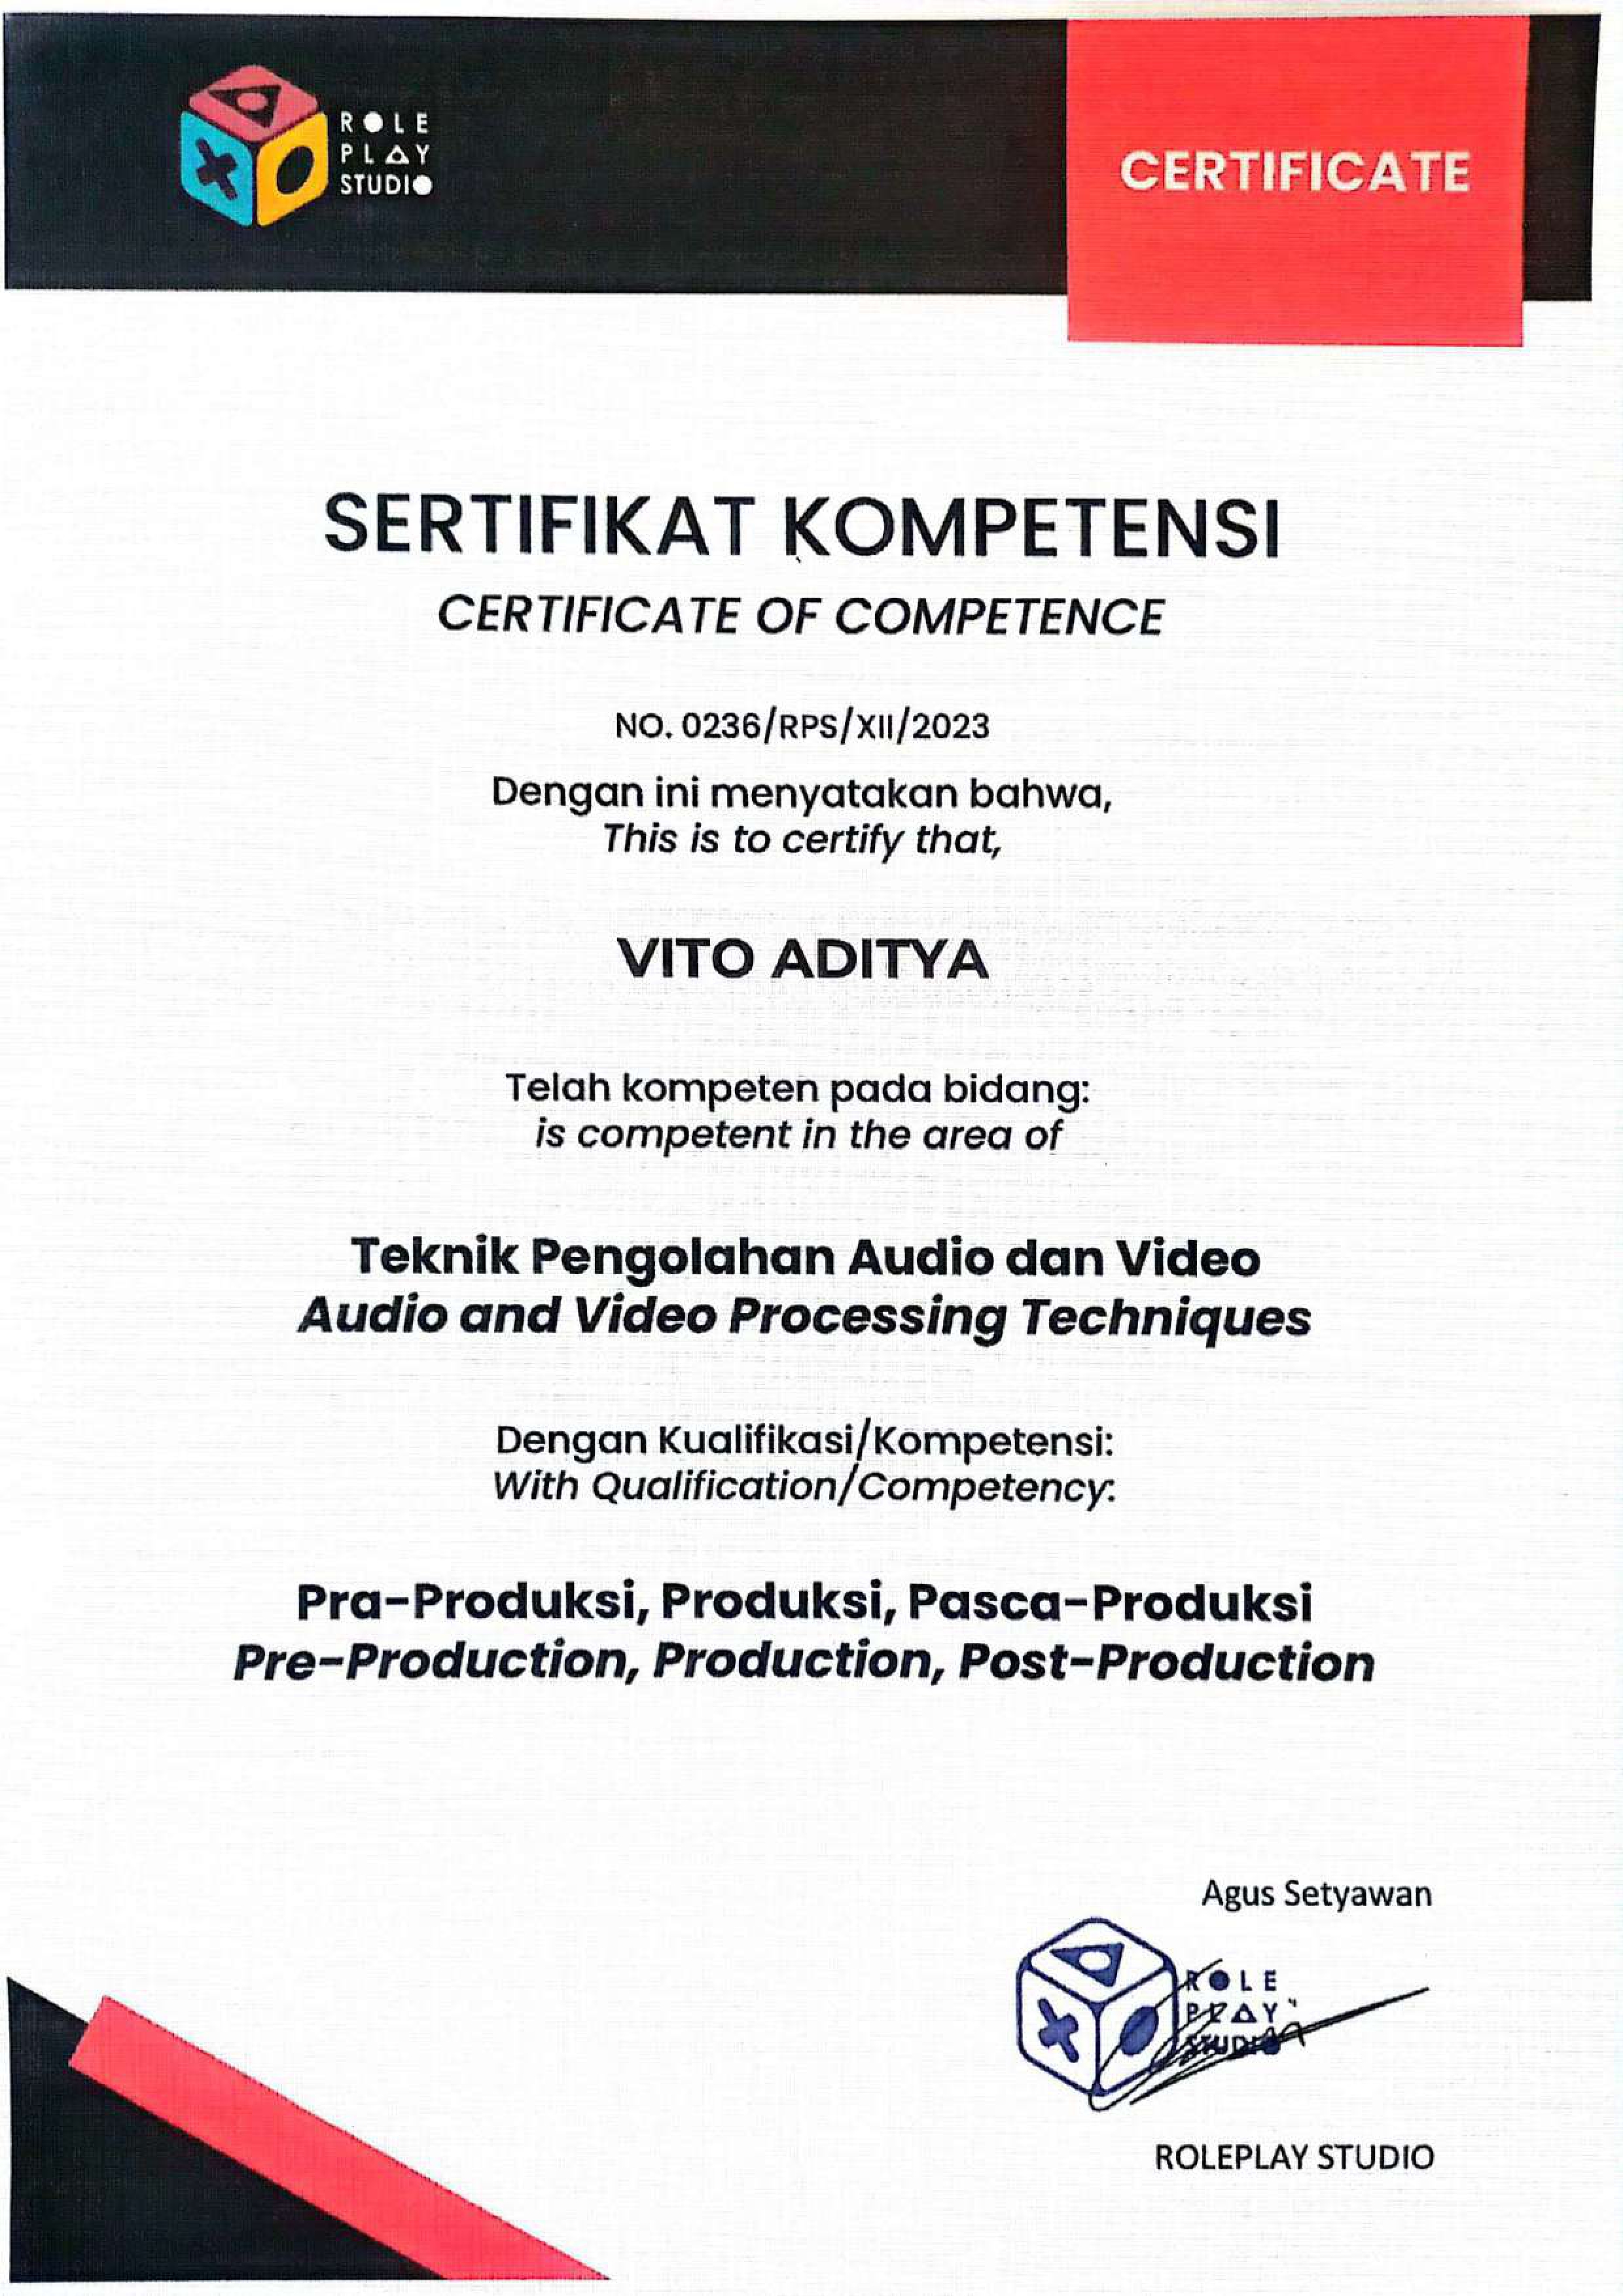 ROLE
PLAY
STUDIO
CERTIFICATE
SERTIFIKAT KOMPETENSI
CERTIFICATE OF COMPETENCE
NO. 0236/RPS/XII/2023
Dengan ini menyatakan bahwa,
This is to certify that,
VITO ADITYA
Telah kompeten pada bidang:
is competent in the area of
Teknik Pengolahan Audio dan Video
Audio and Video Processing Techniques
Dengan Kualifikasi/Kompetensi:
With Qualification/Competency:
Pra-Produksi, Produksi, Pasca-Produksi
Pre-Production, Production, Post-Production
Agus Setyawan
ROLE
PLAY
STUDIO
ROLEPLAY STUDIO